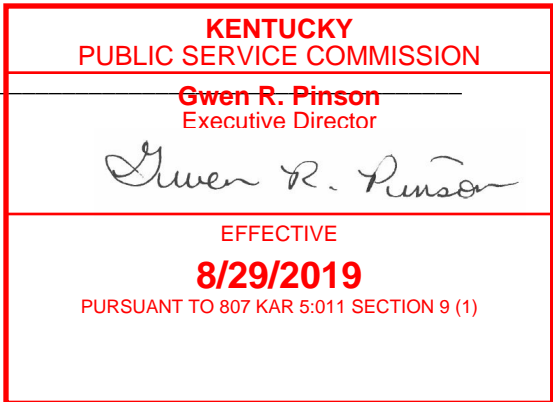 KENTUCKY
PUBLIC SERVICE COMMISSION
Gwen R. Pinson
Executive Director
Gwen R. Pinson
EFFECTIVE
8/29/2019
PURSUANT TO 807 KAR 5:011 SECTION 9 (1)